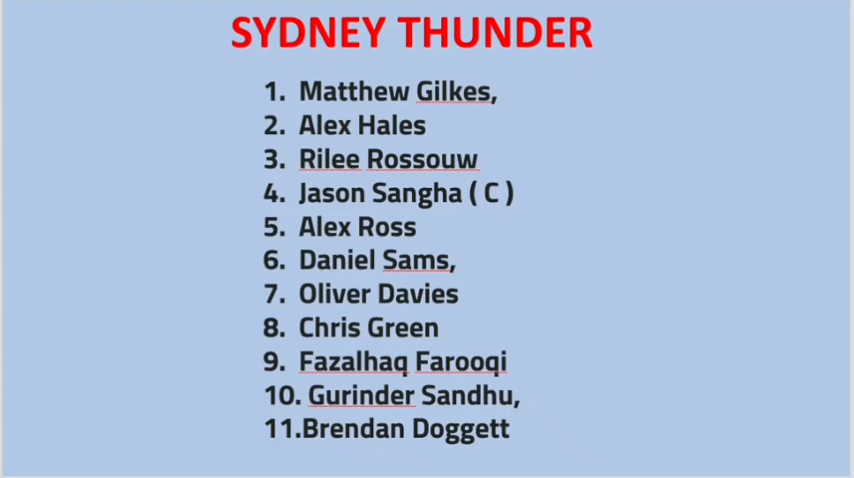 SYDNEY THUNDER
1. Matthew Gilkes,
2. Alex Hales
3. Rilee Rossouw
4. Jason Sangha ( C )
5. Alex Ross
6. Daniel Sams,
7. Oliver Davies
8. Chris Green
9. Fazalhaq Farooqi
10. Gurinder Sandhu,
11.Brendan Doggett